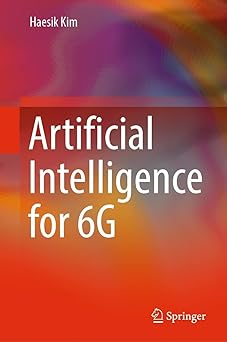 Haesik Kim
Artificial
Intelligence
for 6G
Springer